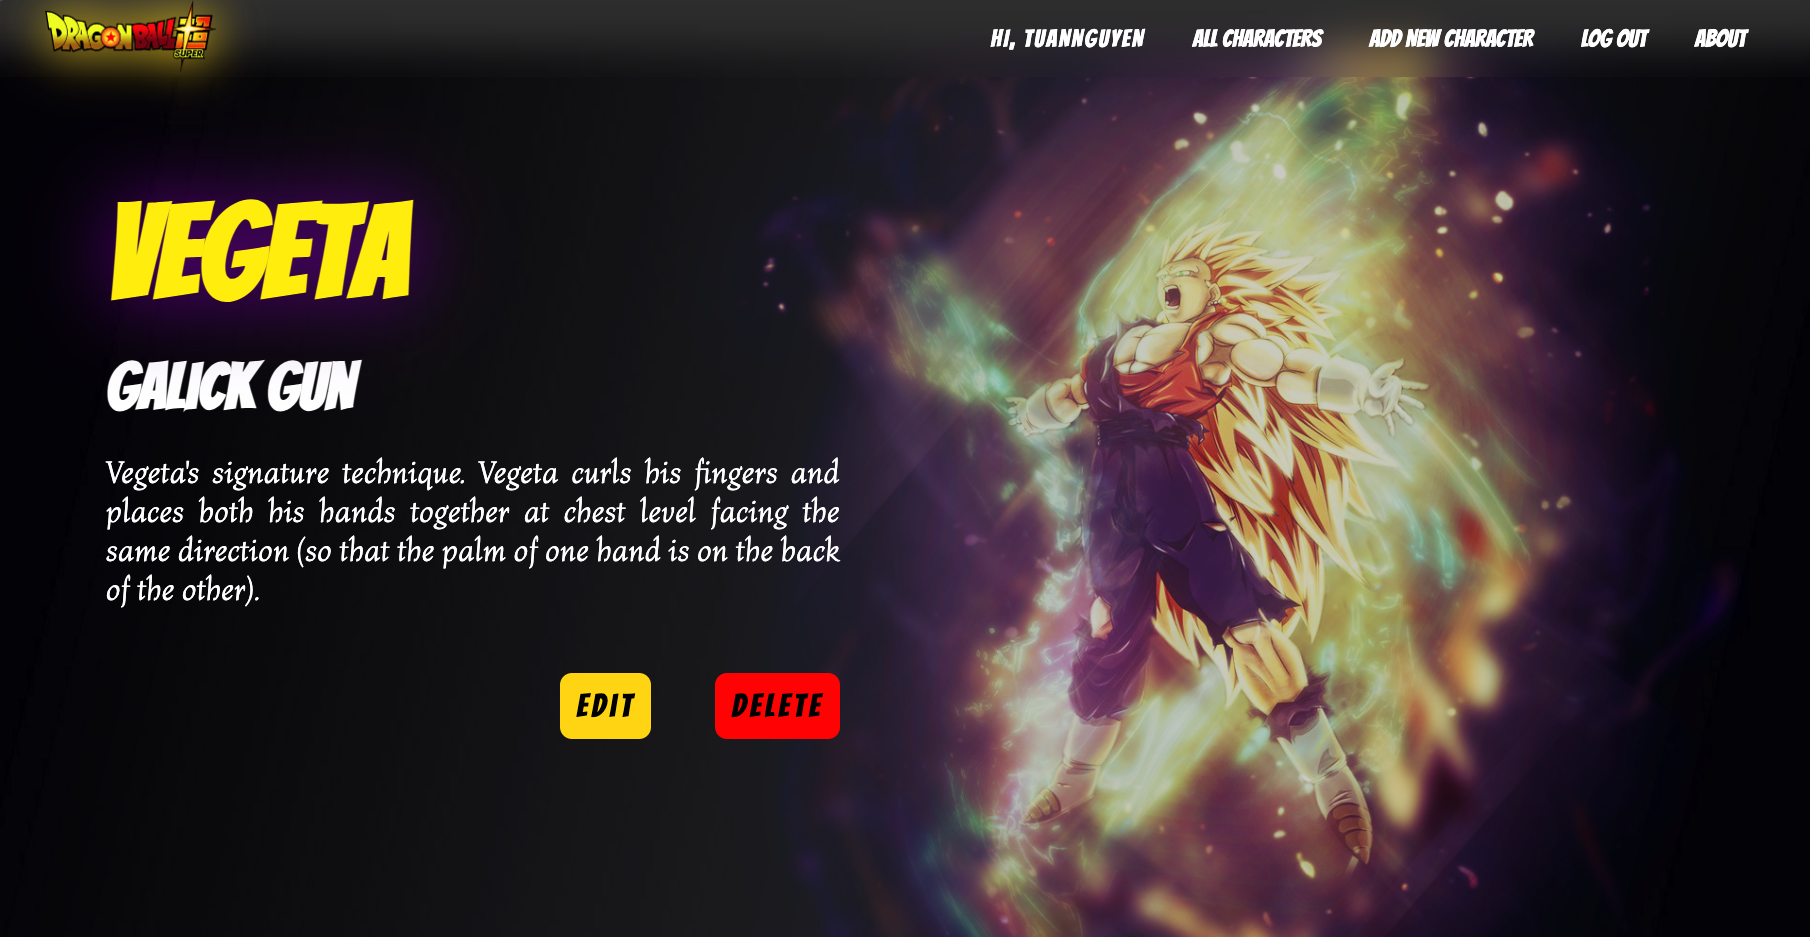 DRAGON BALL 超
SUPER
HI, TUANNGUYEN
ALL CHARACTERS
ADD NEW CHARACTER
LOG OUT
ABOUT
VEGETA
GALICK GUN
Vegeta's signature technique. Vegeta curls his fingers and
places both his hands together at chest level facing the
same direction (so that the palm of one hand is on the back
of the other).
EDIT
DELETE